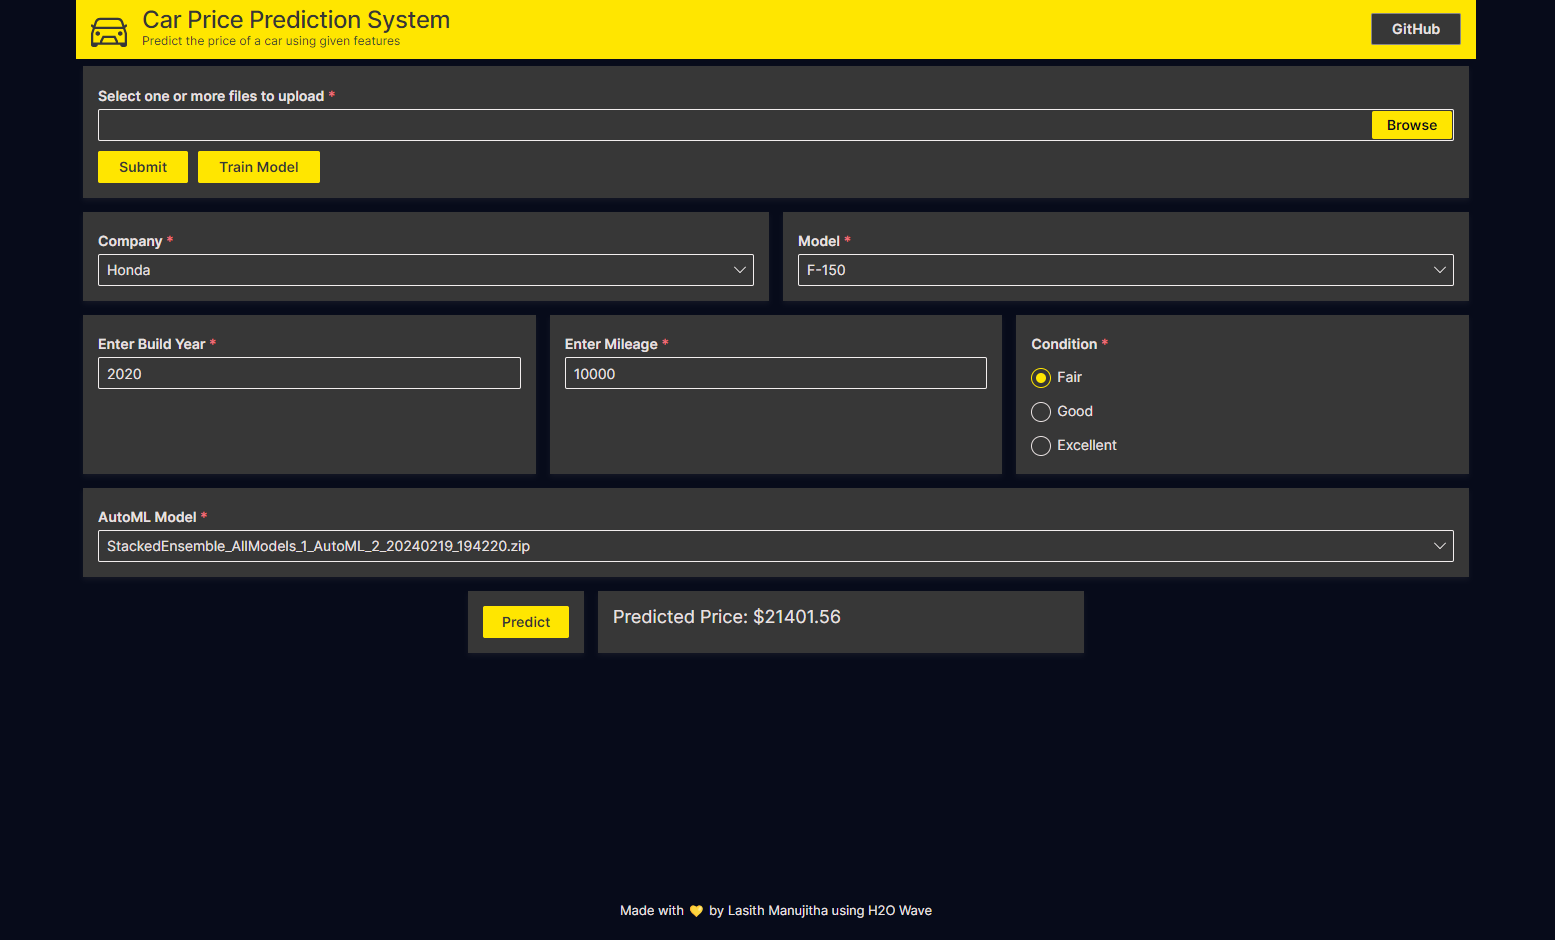 Car Price Prediction System
Predict the price of a car using given features
GitHub
Select one or more files to upload *
Browse
Submit
Train Model
Company *
Honda
Model *
F-150
Enter Build Year *
2020
Enter Mileage *
10000
Condition *
Fair
Good
Excellent
AutoML Model *
StackedEnsemble_AllModels_1_AutoML_2_20240219_194220.zip
Predict
Predicted Price: $21401.56
Made with 💛 by Lasith Manujitha using H2O Wave